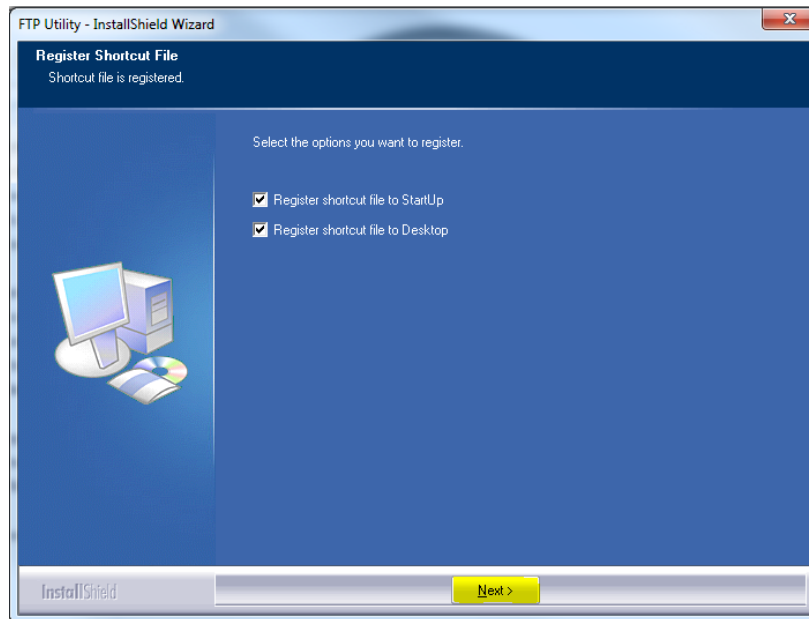 FTP Utility - InstallShield Wizard
Register Shortcut File
Shortcut file is registered.
Select the options you want to register.
Register shortcut file to StartUp
Register shortcut file to Desktop
InstallShield
Next >